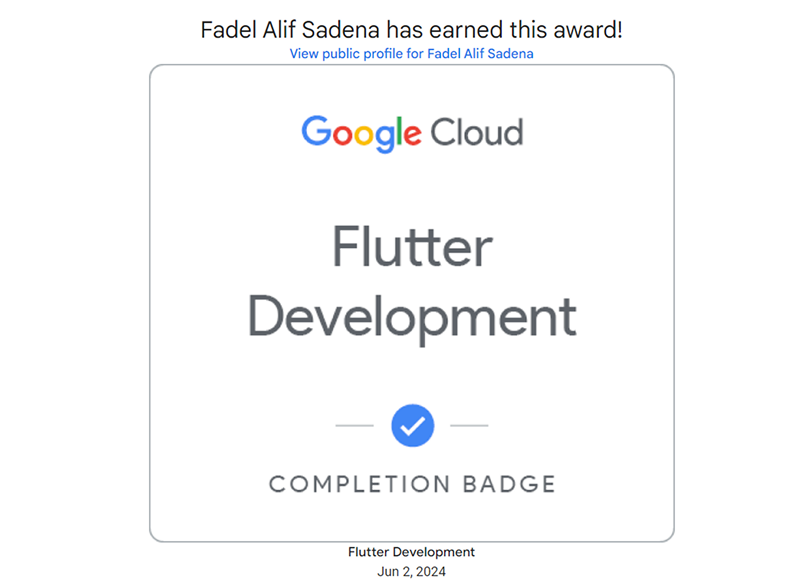 Fadel Alif Sadena has earned this award!
View public profile for Fadel Alif Sadena
Google Cloud
Flutter
Development
COMPLETION BADGE
Flutter Development
Jun 2, 2024